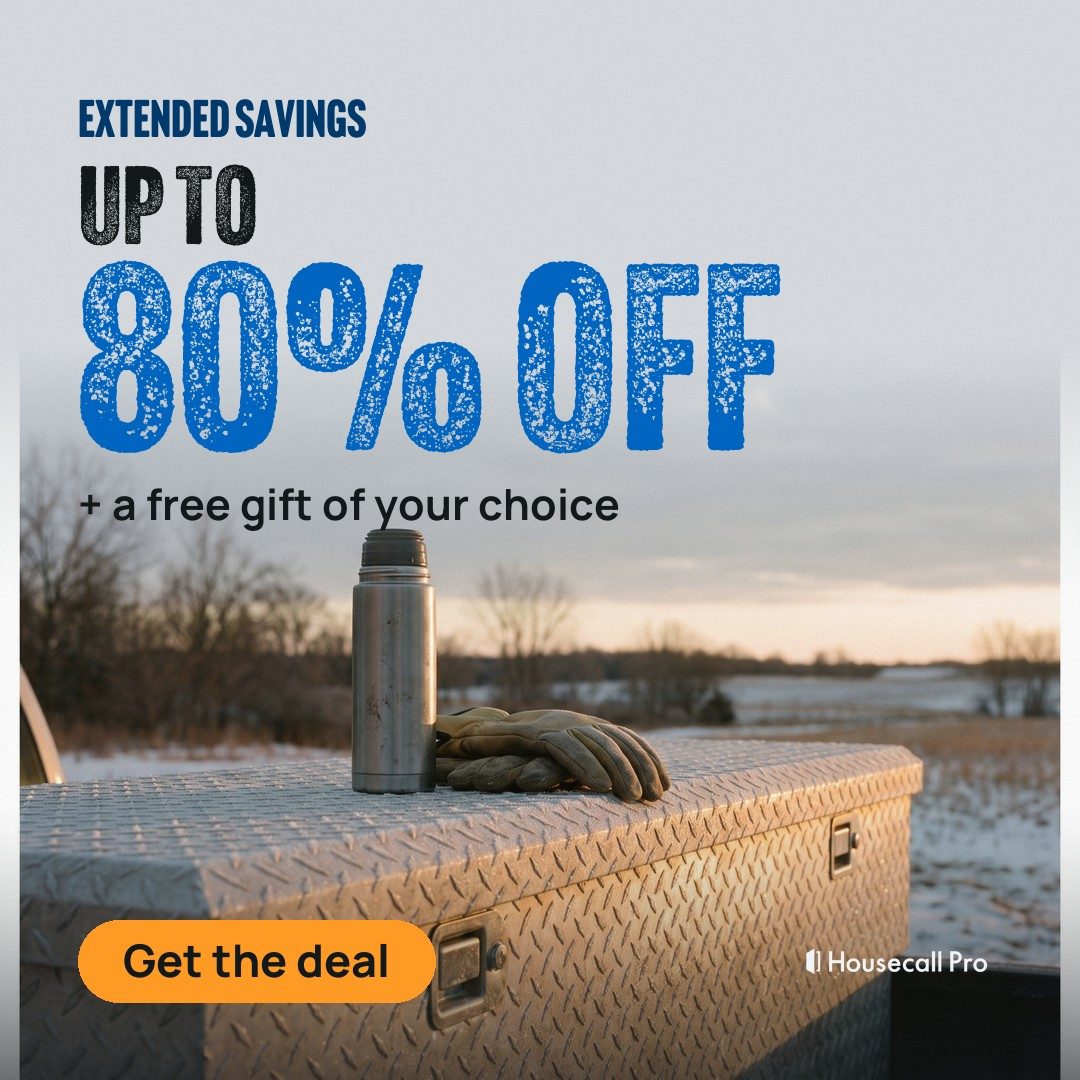 EXTENDED SAVINGS
UP TO
80% OFF
+ a free gift of your choice
Get the deal
Housecall Pro